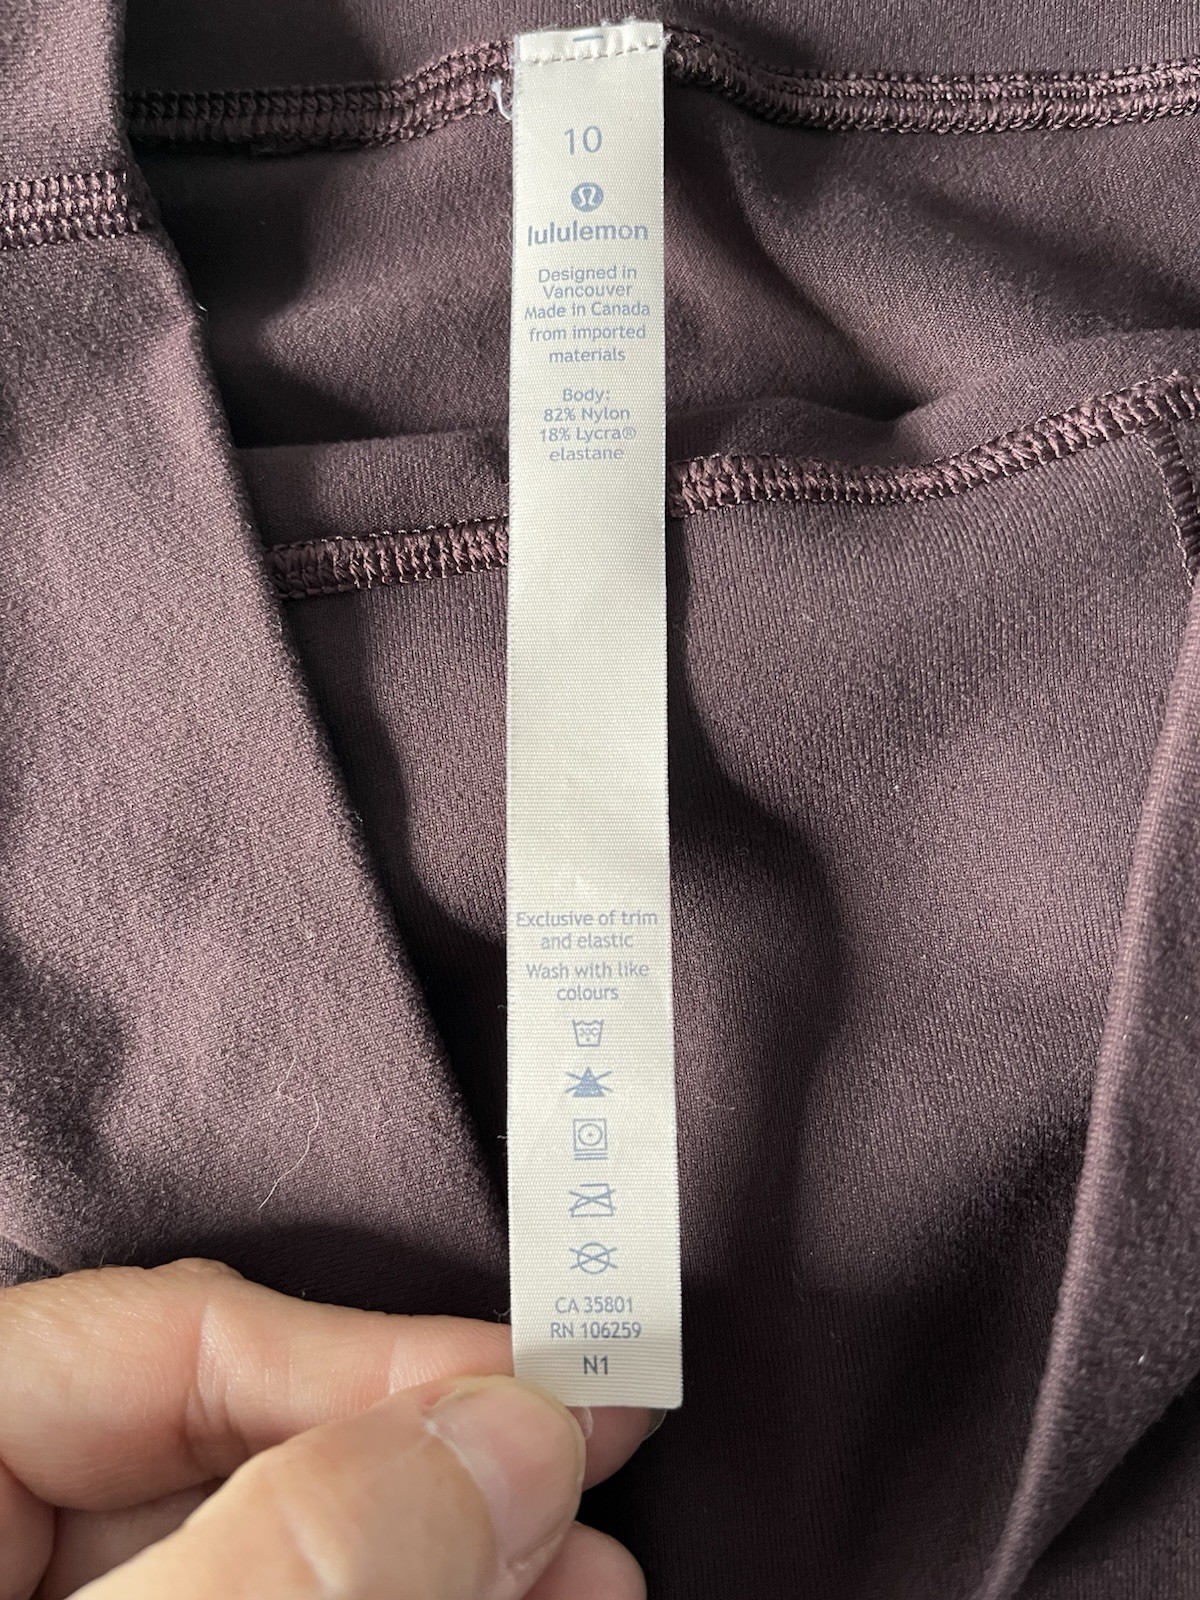 10
lululemon
Designed in
Vancouver
Made in Canada
from imported
materials
Body:
82% Nylon
18% Lycra®
elastane
Exclusive of trim
and elastic
Wash with like
colours
30C
CA 35801
RN 106259
N1